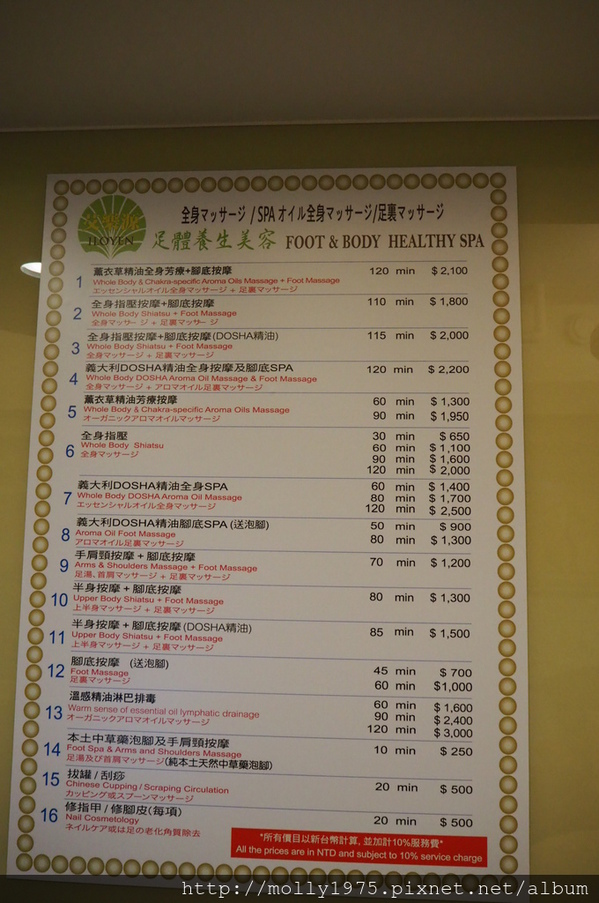 全身マッサージ / SPA オイル全身マッサージ/足裏マッサージ
ILOYEN
足體養生美容 FOOT & BODY HEALTHY SPA
1 薰衣草精油全身芳療+腳底按摩 120 min $ 2,100
Whole Body & Chakra-specific Aroma Oils Massage + Foot Massage
エッセンシャルオイル全身マッサージ + 足裏マッサージ
2 全身指壓按摩+腳底按摩 110 min $ 1,800
Whole Body Shiatsu + Foot Massage
全身マッサージ + 足裏マッサージ
3 全身指壓按摩+腳底按摩(DOSHA精油) 115 min $ 2,000
Whole Body Shiatsu + Foot Massage
全身マッサージ + 足裏マッサージ
4 義大利DOSHA精油全身按摩及腳底SPA 120 min $ 2,200
Whole Body DOSHA Aroma Oil Massage & Foot Massage
全身マッサージ + アロマオイル足裏マッサージ
5 薰衣草精油芳療按摩 60 min $ 1,300
Whole Body & Chakra-specific Aroma Oils Massage 90 min $ 1,950
オーガニックアロマオイルマッサージ
6 全身指壓 30 min $ 650
Whole Body Shiatsu 60 min $ 1,100
全身マッサージ 90 min $ 1,600
120 min $ 2,000
7 義大利DOSHA精油全身SPA 60 min $ 1,400
Whole Body DOSHA Aroma Oil Massage 80 min $ 1,700
エッセンシャルオイル全身マッサージ 120 min $ 2,500
8 義大利DOSHA精油腳底SPA (送泡腳) 50 min $ 900
Aroma Oil Foot Massage 80 min $ 1,300
アロマオイル足裏マッサージ
9 手肩頸按摩 + 腳底按摩 70 min $ 1,200
Arms & Shoulders Massage + Foot Massage
足湯、首肩マッサージ + 足裏マッサージ
10 半身按摩 + 腳底按摩 80 min $ 1,300
Upper Body Shiatsu + Foot Massage
上半身マッサージ + 足裏マッサージ
11 半身按摩 + 腳底按摩(DOSHA精油) 85 min $ 1,500
Upper Body Shiatsu + Foot Massage
上半身マッサージ + 足裏マッサージ
12 腳底按摩 (送泡腳) 45 min $ 700
Foot Massage 60 min $1,000
足裏マッサージ
13 溫感精油淋巴排毒 60 min $ 1,600
Warm sense of essential oil lymphatic drainage 90 min $ 2,400
オーガニックアロマオイルマッサージ 120 min $ 3,000
14 本土中草藥泡腳及手肩頸按摩 10 min $ 250
Foot Spa & Arms and Shoulders Massage
足湯及び首肩マッサージ(純本土天然中草藥泡腳)
15 拔罐 / 刮痧 20 min $ 500
Chinese Cupping / Scraping Circulation
カッピング或スプーンマッサージ
16 修指甲 / 修腳皮(每項) 20 min $ 500
Nail Cosmetology
ネイルケア或は足の老化角質除去
*所有價目以新台幣計算, 並加計10%服務費*
All the prices are in NTD and subject to 10% service charge
http://molly1975.pixnet.net/album